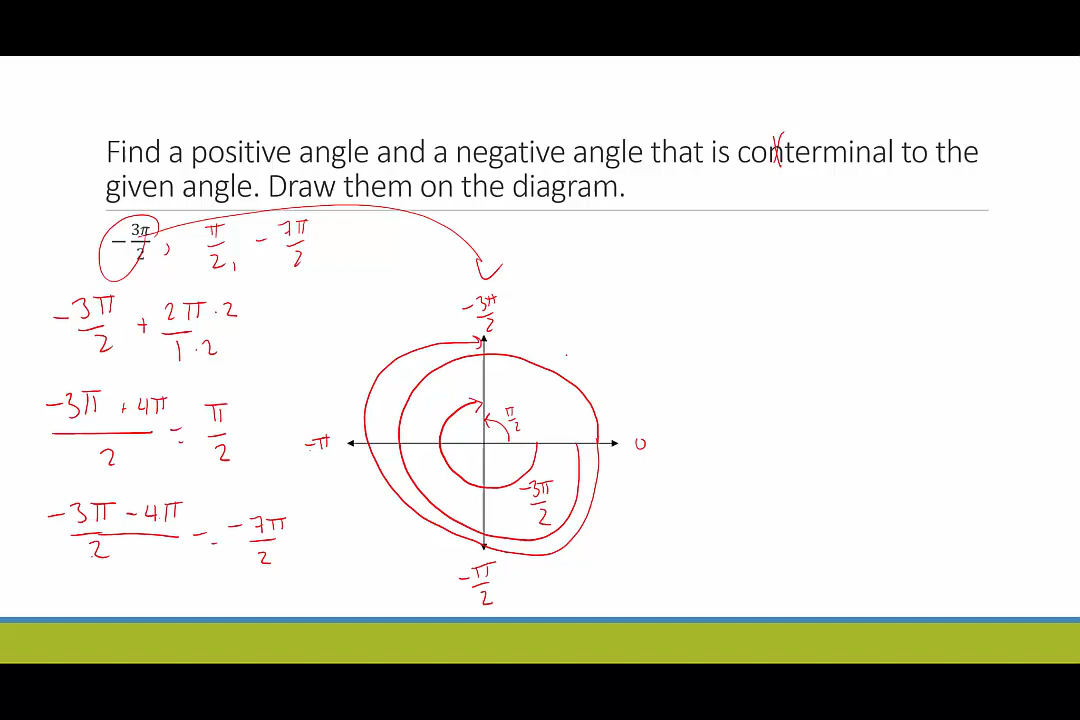 Find a positive angle and a negative angle that is conterminal to the
given angle. Draw them on the diagram.
−3π/2, π/2, −7π/2
−3π/2 + 2π·2/1·2
−3π + 4π/2 = π/2
−3π − 4π/2 = −7π/2
−3π/2
π/2
−π
0
−3π/2
−π/2